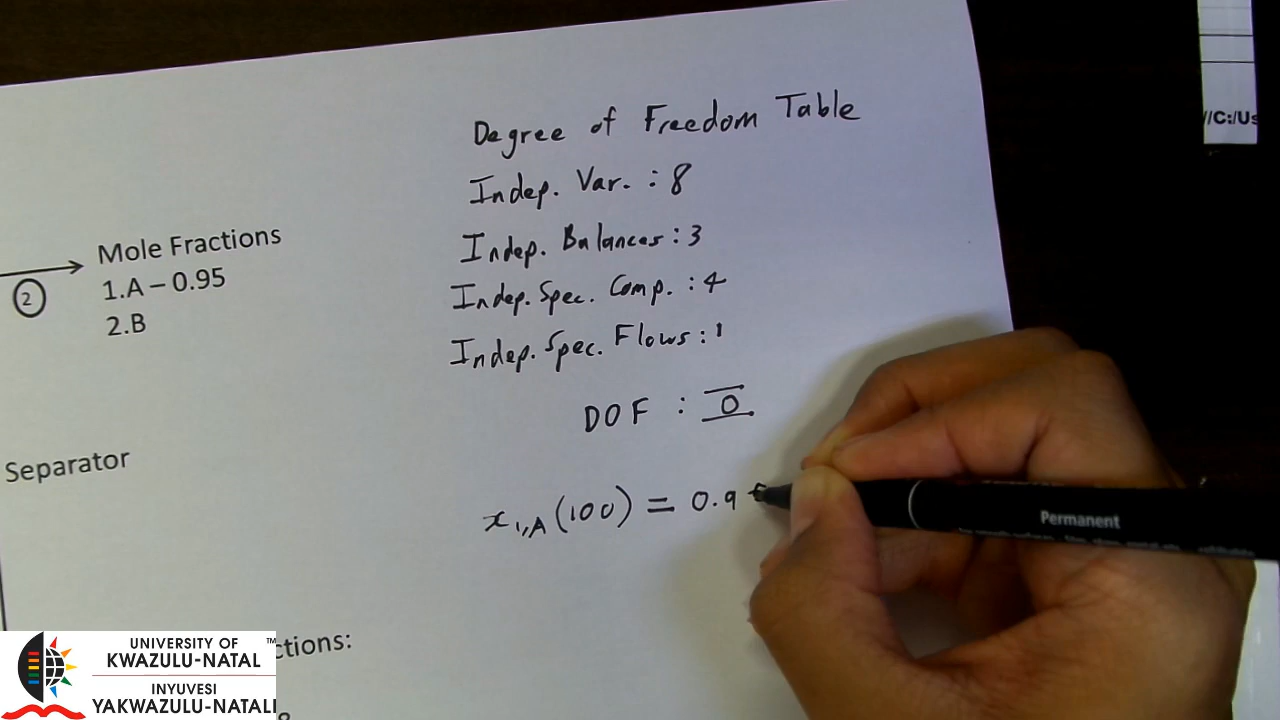 Degree of Freedom Table
Indep. Var. : 8
Indep. Balances : 3
Indep. Spec. Comp. : 4
Indep. Spec. Flows : 1
DOF : 0
x1,A (100) = 0.9
Mole Fractions
1.A – 0.95
2.B
2
Separator
ctions:
//C:/Us
Permanent
UNIVERSITY OF
KWAZULU-NATAL
INYUVESI
YAKWAZULU-NATALI
TM